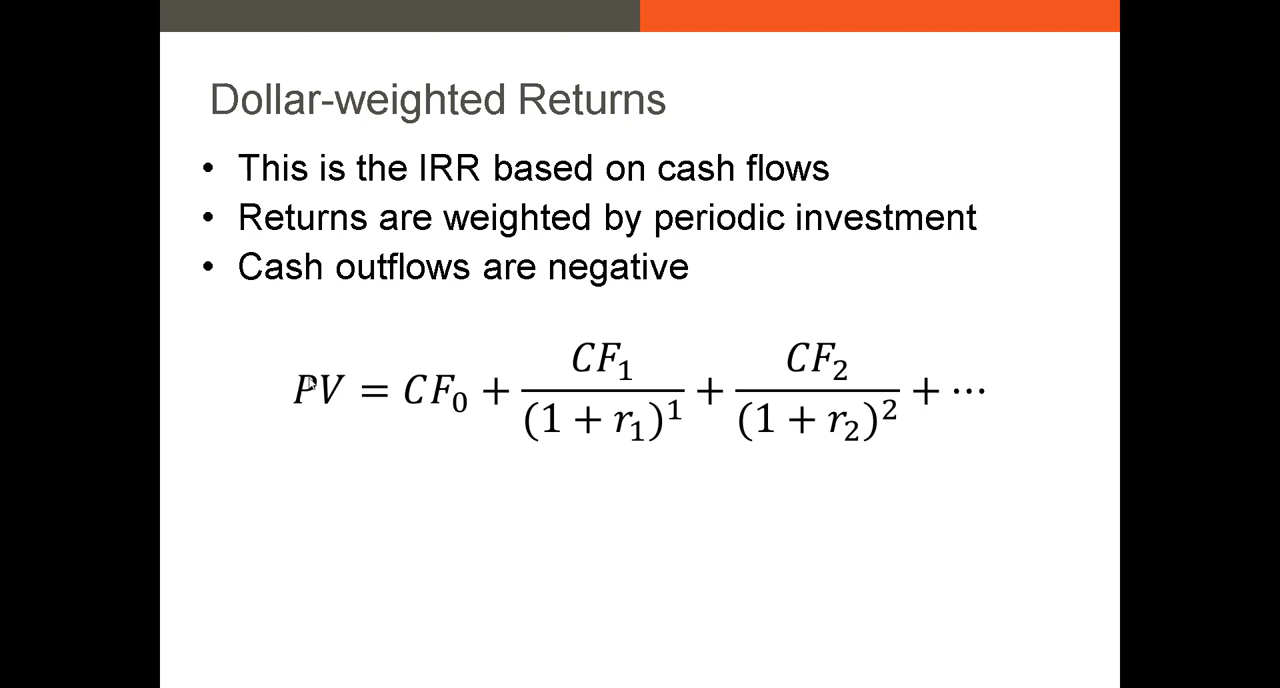 Dollar-weighted Returns
• This is the IRR based on cash flows
• Returns are weighted by periodic investment
• Cash outflows are negative
PV = CF₀ + CF₁/(1 + r₁)¹ + CF₂/(1 + r₂)² + ⋯